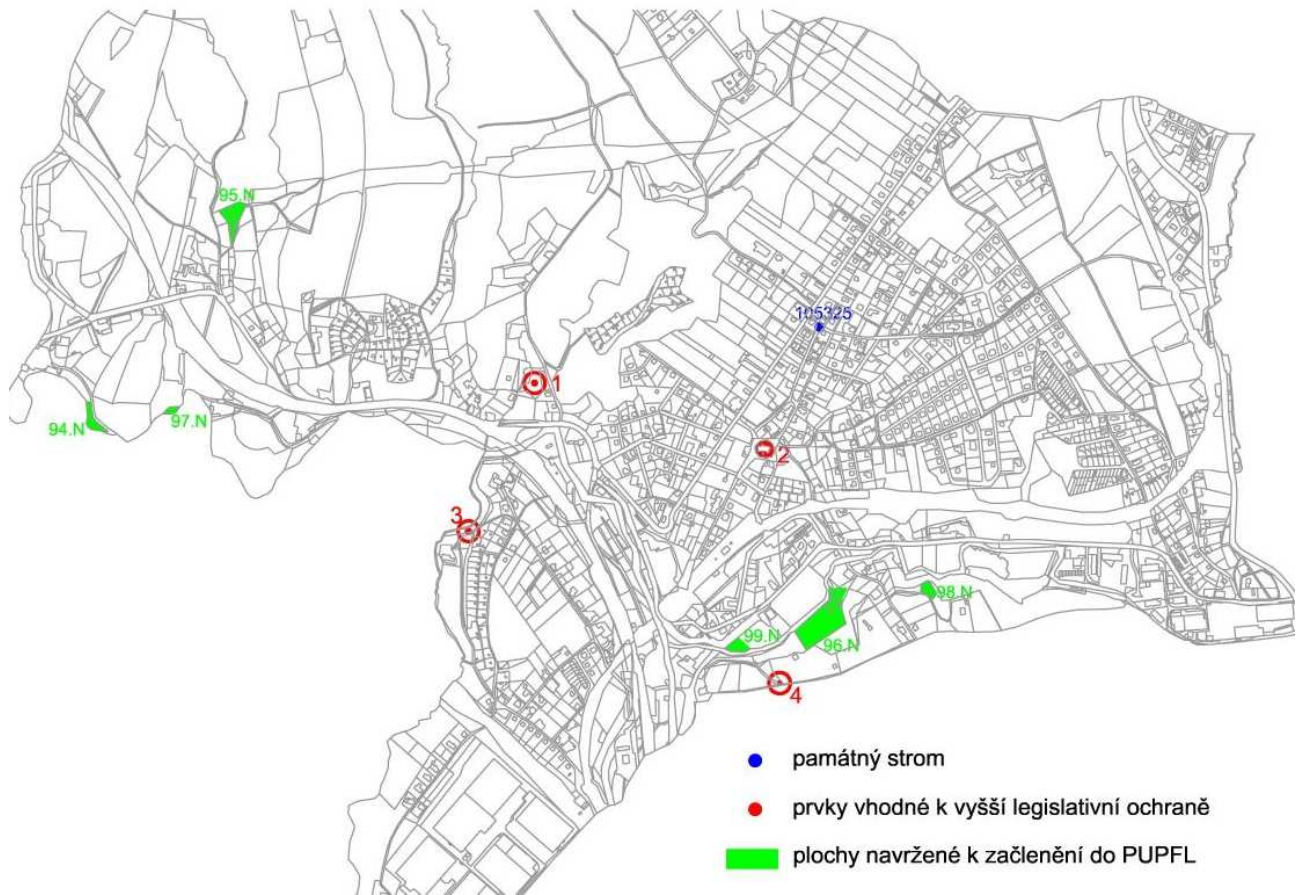 95.N
105325
1
94.N
97.N
2
3
98.N
99.N
96.N
4
památný strom
prvky vhodné k vyšší legislativní ochraně
plochy navržené k začlenění do PUPFL